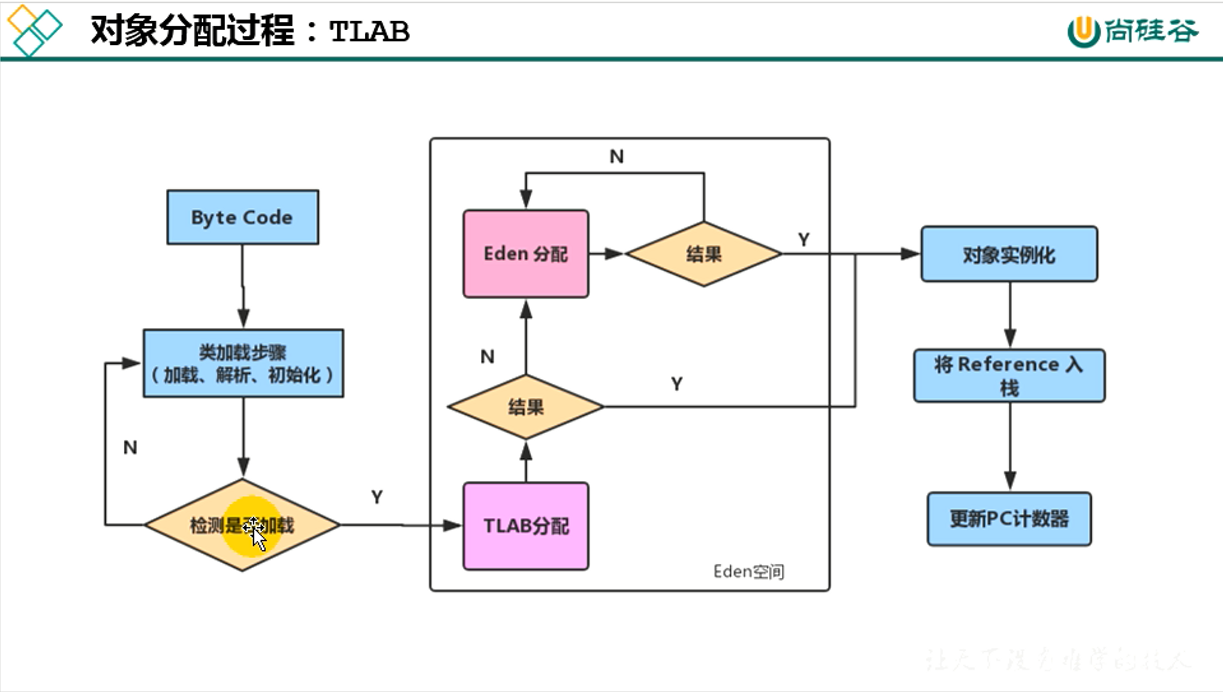 对象分配过程：TLAB
尚硅谷
N
Byte Code
Eden 分配
结果
Y
对象实例化
类加载步骤
（加载、解析、初始化）
N
Y
将 Reference 入
栈
结果
N
Y
检测是否加载
TLAB分配
更新PC计数器
Eden空间
让天下没有难学的技术